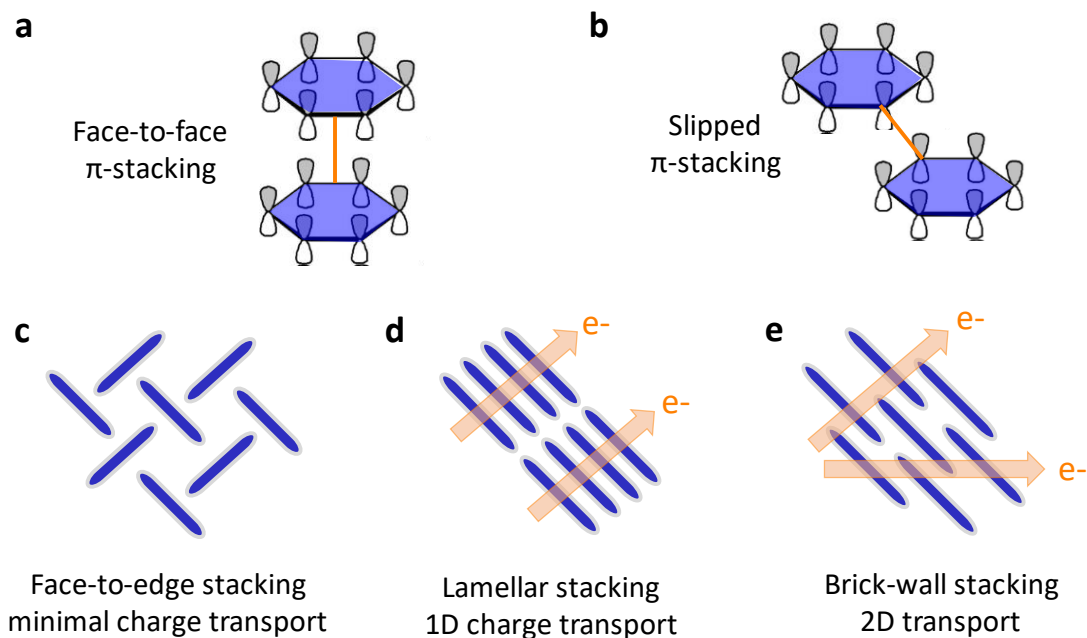 a
Face-to-face
π-stacking
b
Slipped
π-stacking
c
d
e-
e-
e
e-
e-
Face-to-edge stacking
minimal charge transport
Lamellar stacking
1D charge transport
Brick-wall stacking
2D transport